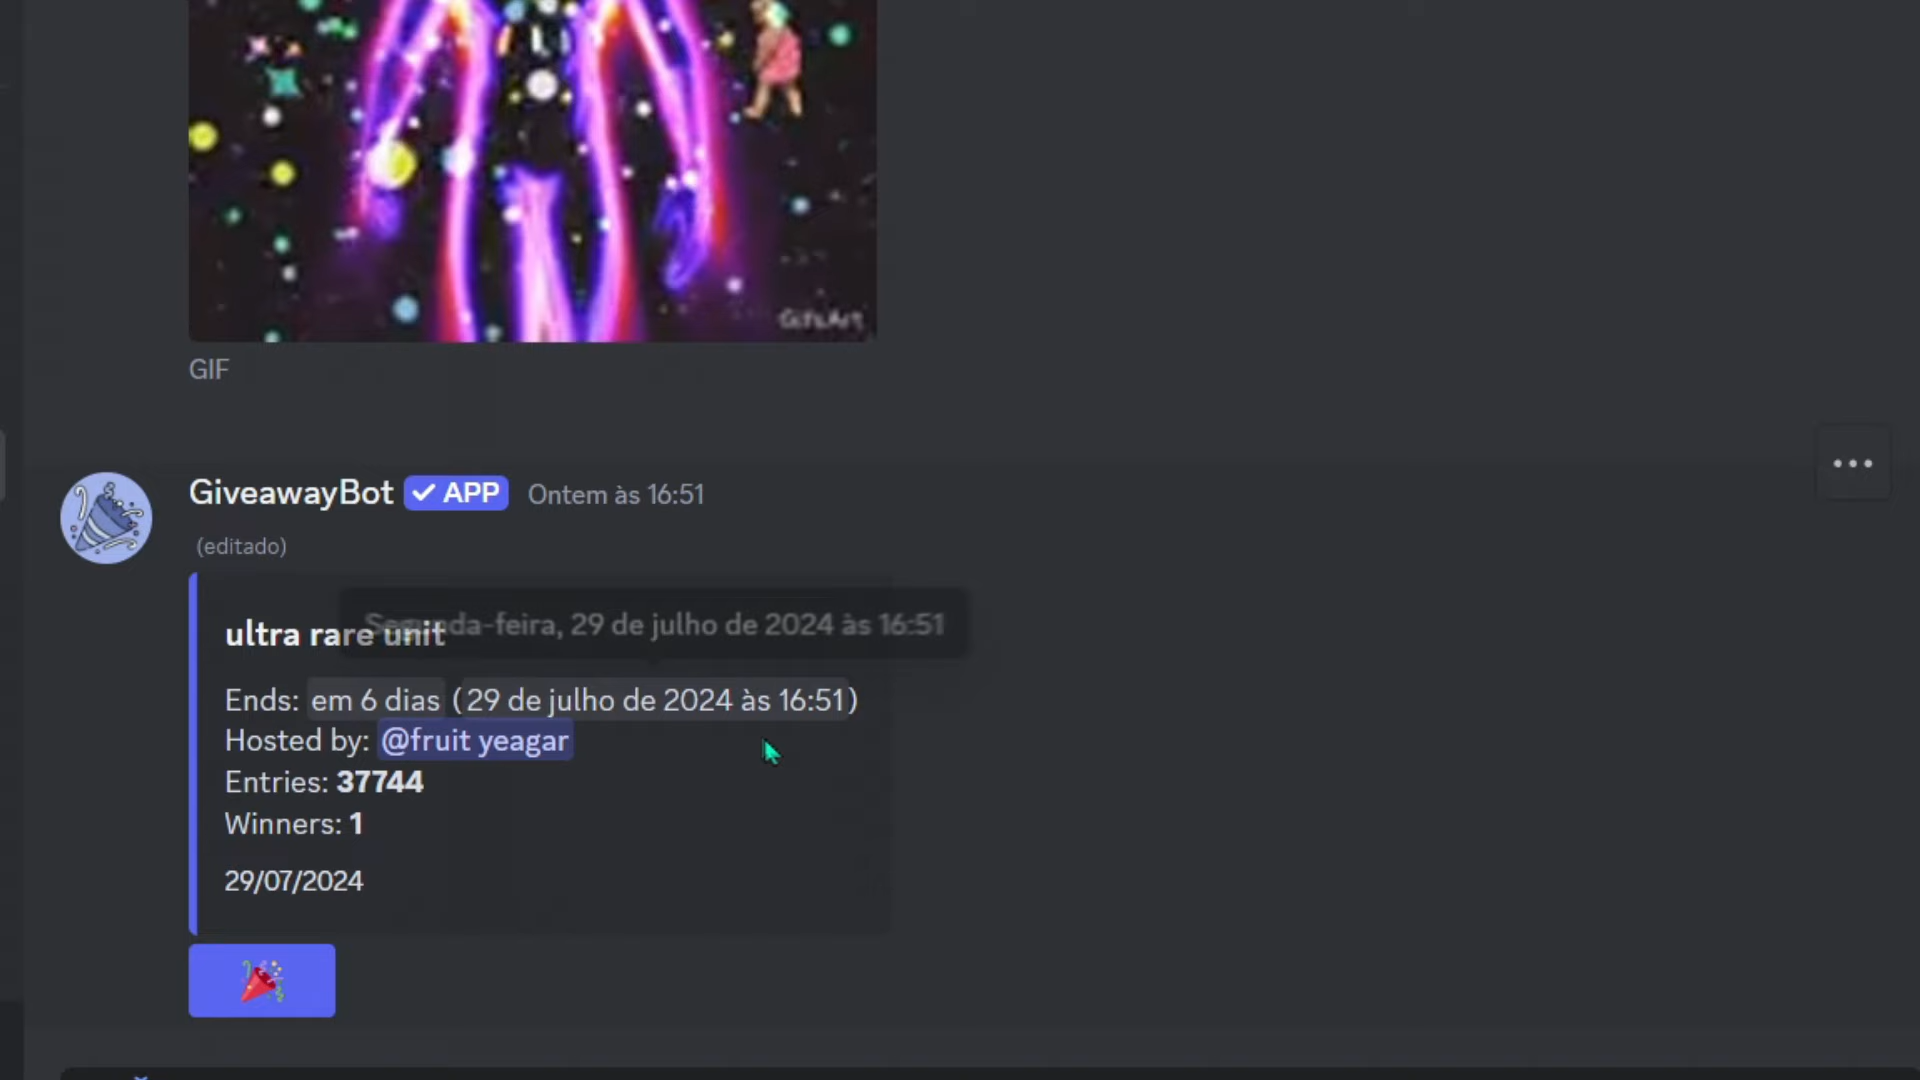 GIF
GiveawayBot ✓ APP Ontem às 16:51
(editado)
Segunda-feira, 29 de julho de 2024 às 16:51
ultra rare unit
Ends: em 6 dias (29 de julho de 2024 às 16:51)
Hosted by: @fruit yeagar
Entries: 37744
Winners: 1
29/07/2024